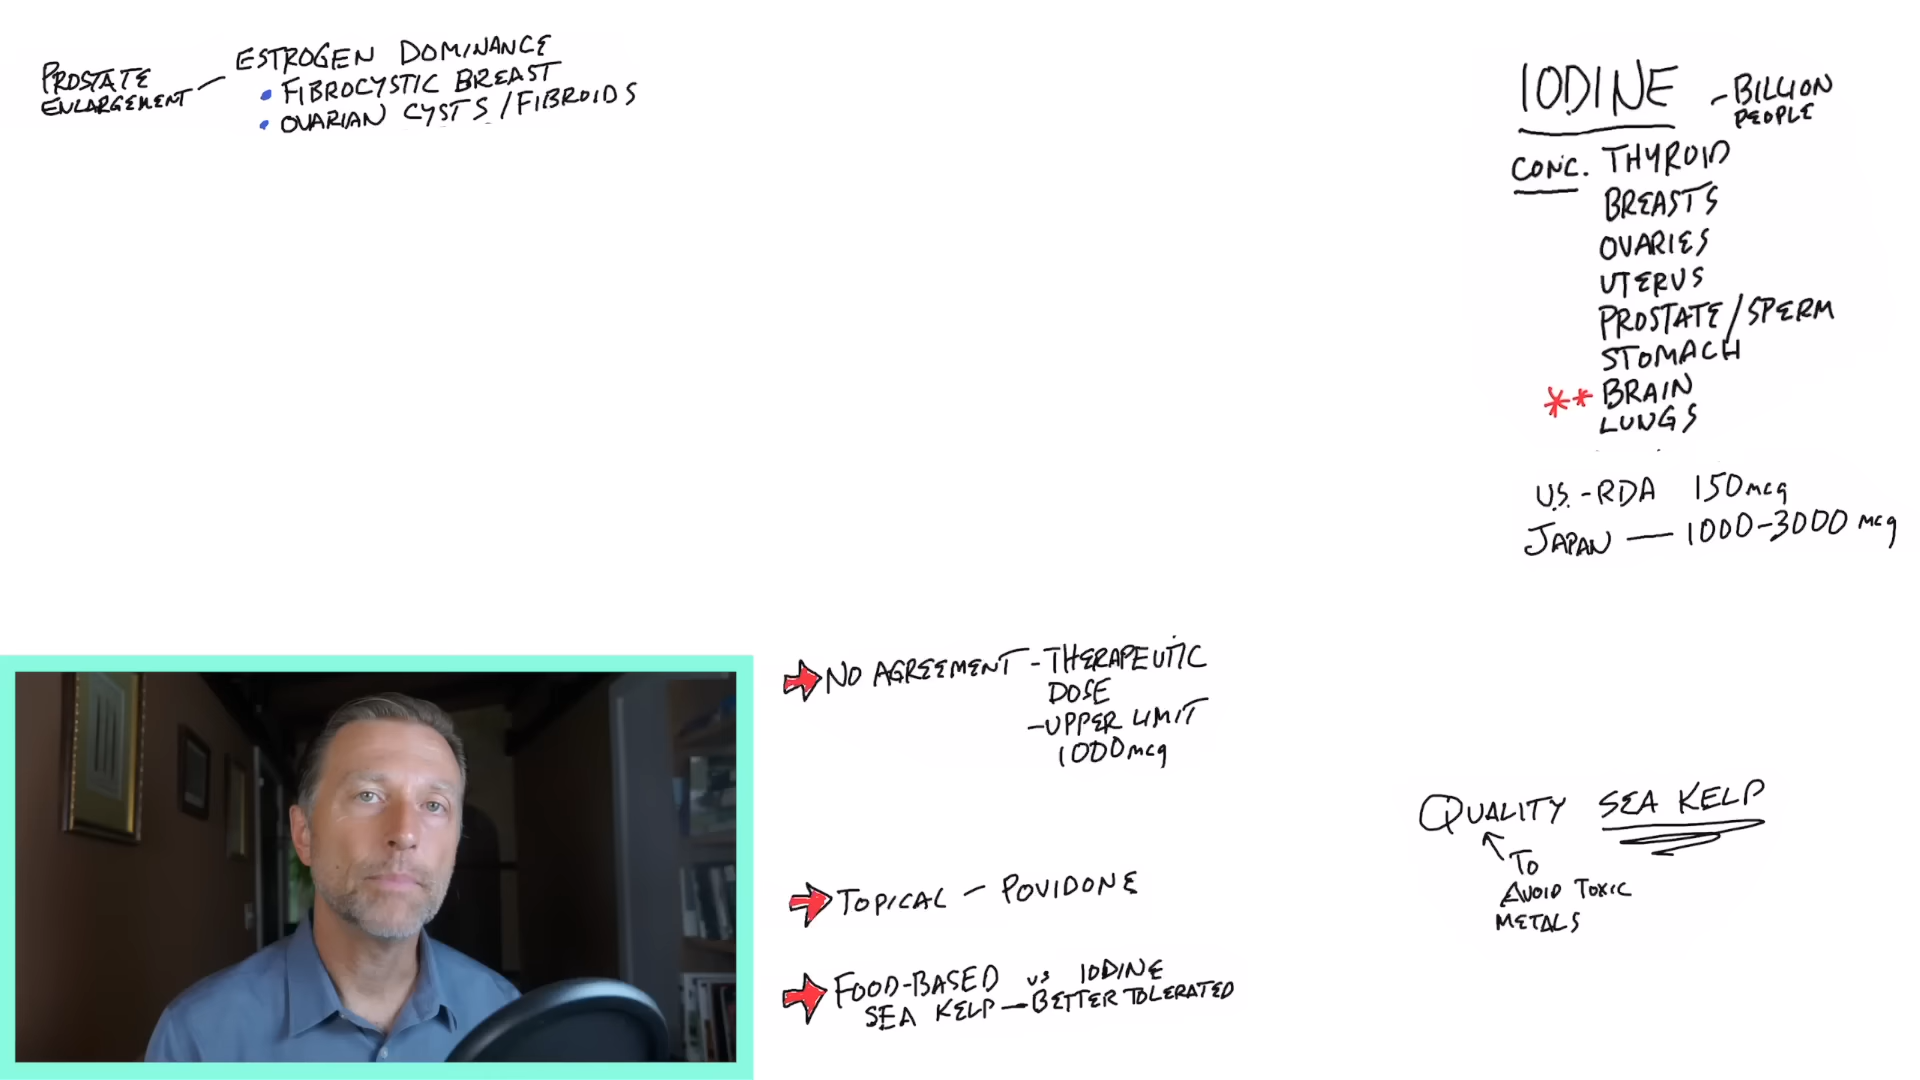 PROSTATE
ENLARGEMENT
ESTROGEN DOMINANCE
• FIBROCYSTIC BREAST
• OVARIAN CYSTS / FIBROIDS
IODINE
- BILLION
PEOPLE
CONC. THYROID
BREASTS
OVARIES
UTERUS
PROSTATE/SPERM
STOMACH
** BRAIN
LUNGS
U.S. - RDA 150mcg
JAPAN — 1000-3000 mcg
NO AGREEMENT - THERAPEUTIC
DOSE
- UPPER LIMIT
1000mcg
TOPICAL - POVIDONE
FOOD-BASED vs IODINE
SEA KELP - BETTER TOLERATED
QUALITY SEA KELP
TO
AVOID TOXIC
METALS